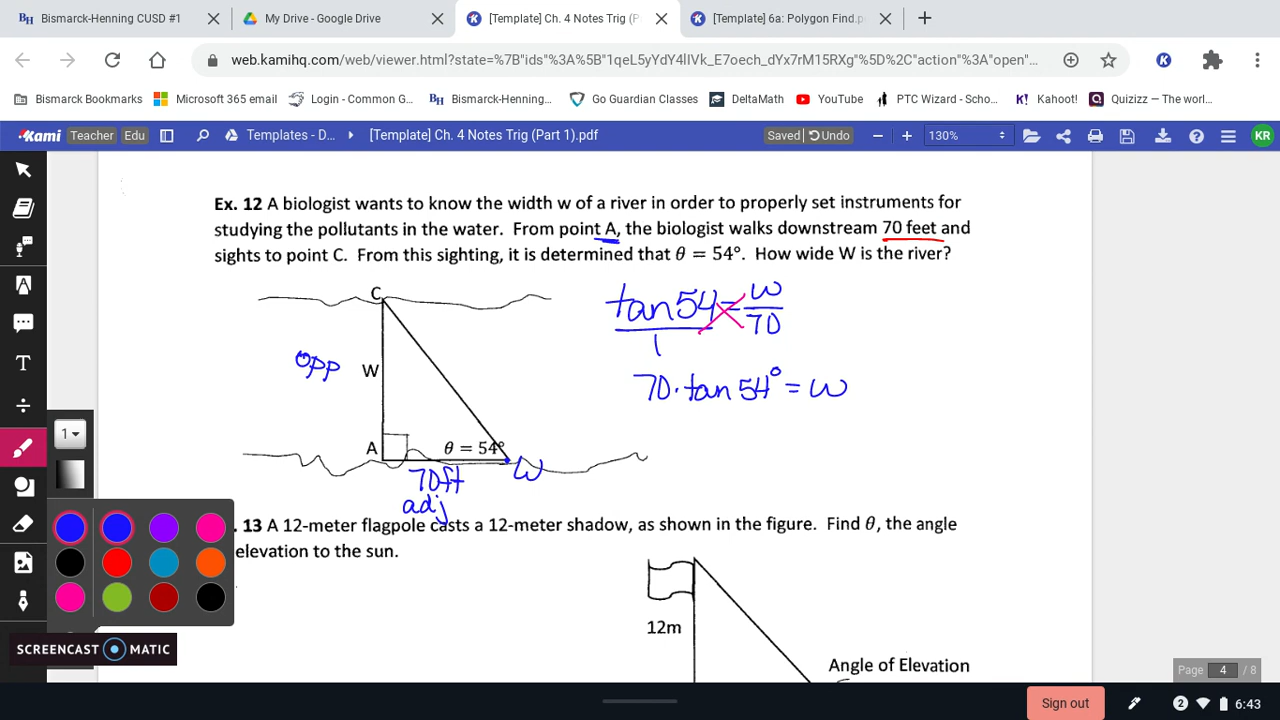 Bismarck-Henning CUSD #1
My Drive - Google Drive
[Template] Ch. 4 Notes Trig (P
[Template] 6a: Polygon Find.p
web.kamihq.com/web/viewer.html?state=%7B"ids"%3A%5B"1qeL5yYdY4lIVk_E7oech_dYx7rM15RXg"%5D%2C"action"%3A"open"...
Bismarck Bookmarks
Microsoft 365 email
Login - Common G...
Bismarck-Henning...
Go Guardian Classes
DeltaMath
YouTube
PTC Wizard - Scho...
Kahoot!
Quizizz — The worl...
Kami Teacher Edu
Templates - D...
[Template] Ch. 4 Notes Trig (Part 1).pdf
Saved Undo
130%
KR
Ex. 12 A biologist wants to know the width w of a river in order to properly set instruments for
studying the pollutants in the water. From point A, the biologist walks downstream 70 feet and
sights to point C. From this sighting, it is determined that θ = 54°. How wide W is the river?
C
tan 54 = w
1 70
opp
W
70 · tan 54° = w
A
θ = 54°
70ft
W
adj
. 13 A 12-meter flagpole casts a 12-meter shadow, as shown in the figure. Find θ, the angle
elevation to the sun.
12m
Angle of Elevation
1
SCREENCAST MATIC
Page 4 / 8
Sign out
2
6:43